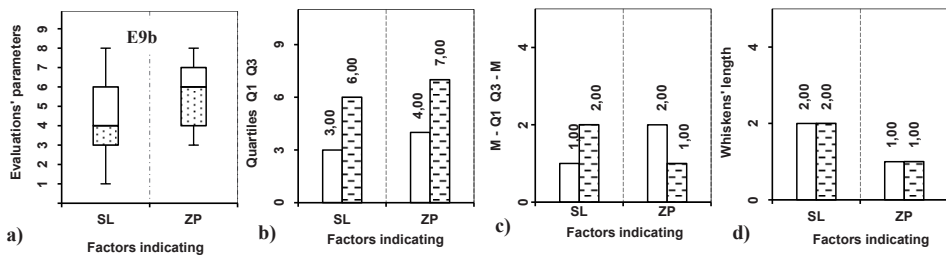 a)
Evaluations' parameters
9
8
7
6
5
4
3
2
1
E9b
SL ZP
Factors indicating
b)
Quartiles Q1 Q3
9
6
3
0
3,00
6,00
4,00
7,00
SL ZP
Factors indicating
c)
M - Q1 Q3 - M
4
2
0
1,00
2,00
2,00
1,00
SL ZP
Factors indicating
d)
Whiskens' length
4
2
0
2,00
2,00
1,00
1,00
SL ZP
Factors indicating